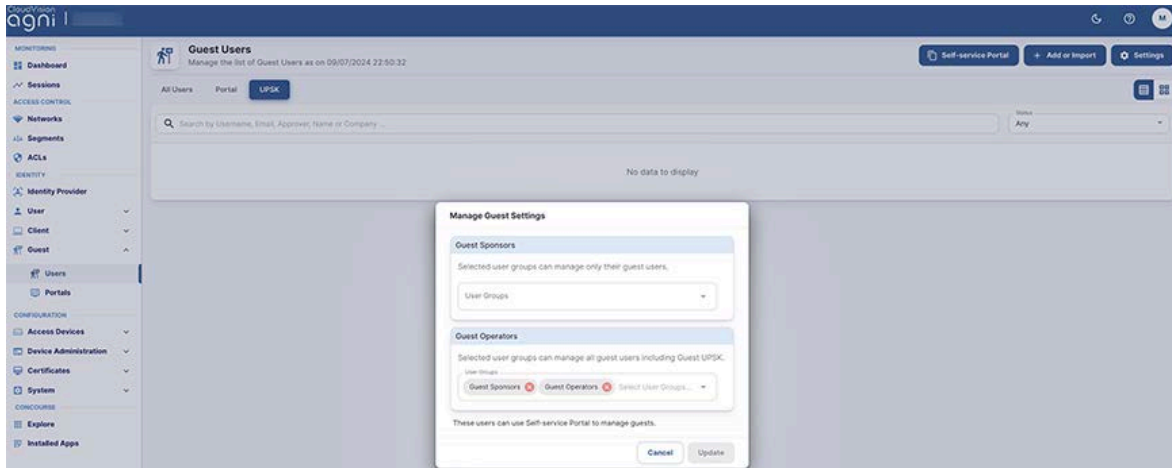 CloudVision
agni
M
MONITORING
Dashboard
Sessions
ACCESS CONTROL
Networks
Segments
ACLs
IDENTITY
Identity Provider
User
Client
Guest
Users
Portals
CONFIGURATION
Access Devices
Device Administration
Certificates
System
CONCOURSE
Explore
Installed Apps
Guest Users
Manage the list of Guest Users as on 09/07/2024 22:50:32
Self-service Portal
+ Add or Import
Settings
All Users Portal UPSK
Search by Username, Email, Approver, Name or Company ...
Status
Any
No data to display
Manage Guest Settings
Guest Sponsors
Selected user groups can manage only their guest users.
User Groups
Guest Operators
Selected user groups can manage all guest users including Guest UPSK.
User Groups
Guest Sponsors Guest Operators Select User Groups...
These users can use Self-service Portal to manage guests.
Cancel Update